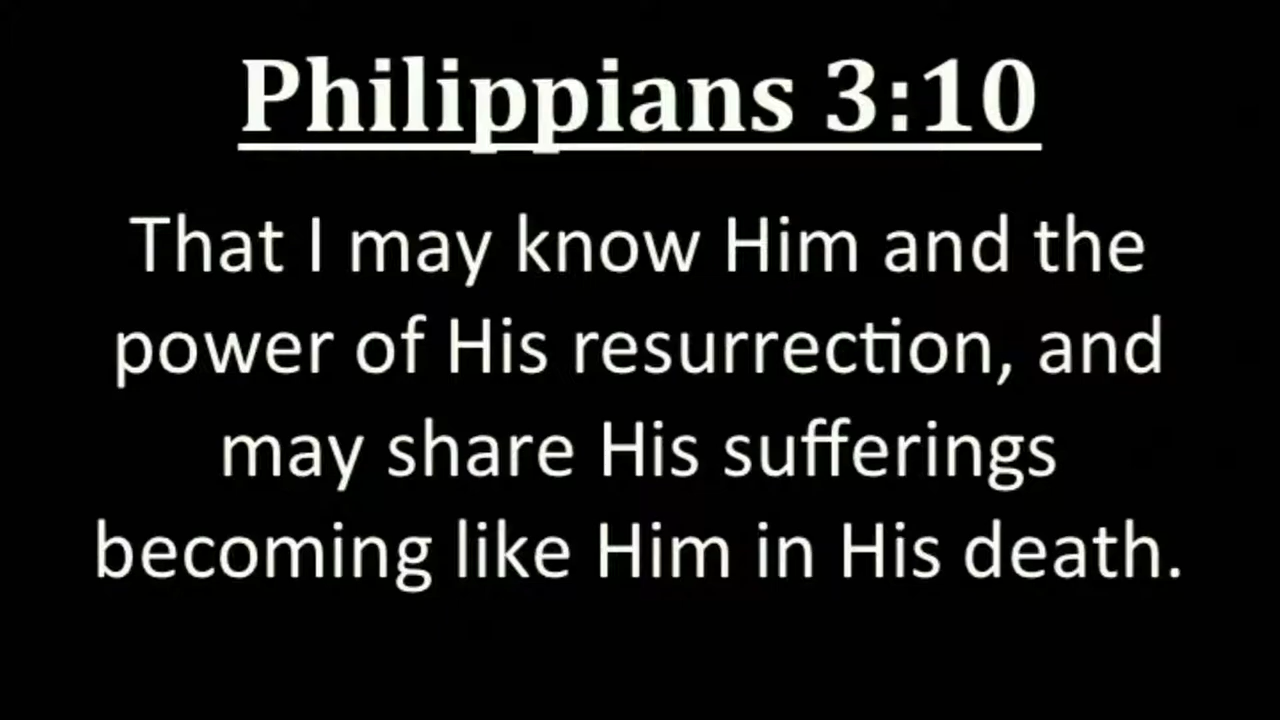 Philippians 3:10
That I may know Him and the
power of His resurrection, and
may share His sufferings
becoming like Him in His death.